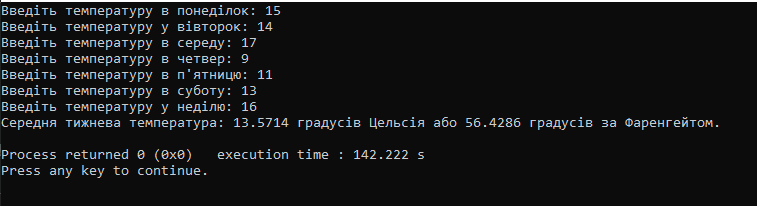 Введіть температуру в понеділок: 15
Введіть температуру у вівторок: 14
Введіть температуру в середу: 17
Введіть температуру в четвер: 9
Введіть температуру в п'ятницю: 11
Введіть температуру в суботу: 13
Введіть температуру у неділю: 16
Середня тижнева температура: 13.5714 градусів Цельсія або 56.4286 градусів за Фаренгейтом.
Process returned 0 (0x0)   execution time : 142.222 s
Press any key to continue.